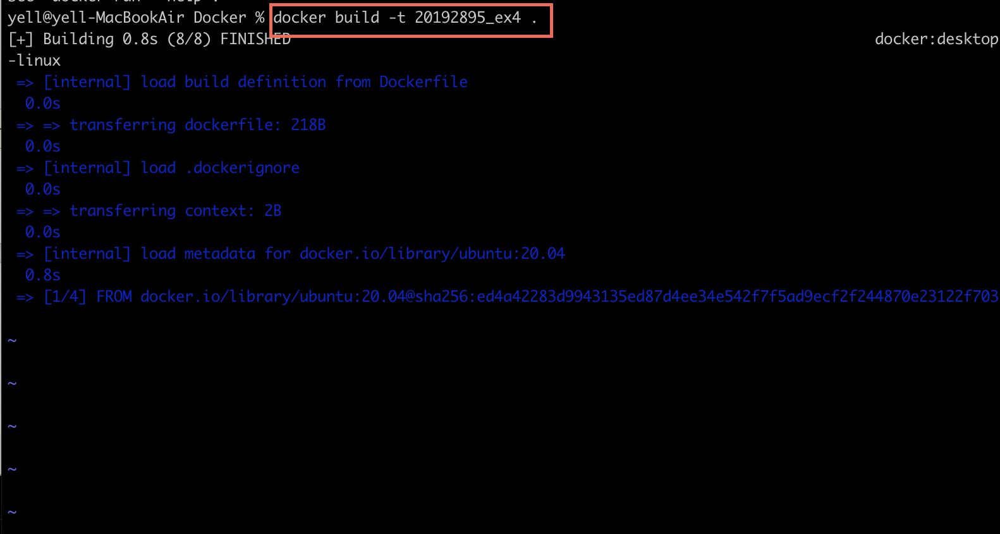 yell@yell-MacBookAir Docker % docker build -t 20192895_ex4 .
[+] Building 0.8s (8/8) FINISHED docker:desktop
-linux
=> [internal] load build definition from Dockerfile
0.0s
=> => transferring dockerfile: 218B
0.0s
=> [internal] load .dockerignore
0.0s
=> => transferring context: 2B
0.0s
=> [internal] load metadata for docker.io/library/ubuntu:20.04
0.8s
=> [1/4] FROM docker.io/library/ubuntu:20.04@sha256:ed4a42283d9943135ed87d4ee34e542f7f5ad9ecf2f244870e23122f703
~
~
~
~
~